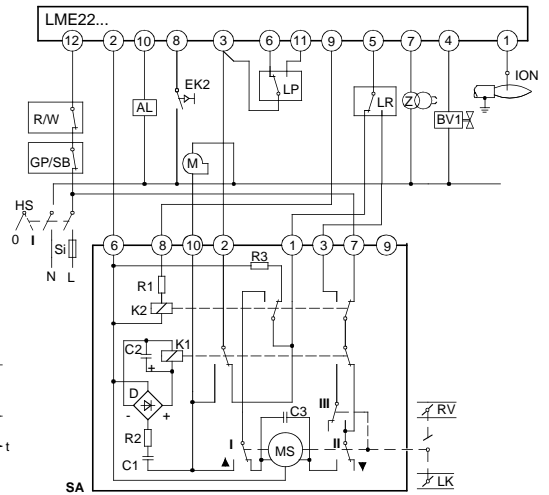 LME22...
12 2 10 8 3 6 11 9 5 7 4 1
ION
EK2
LP
R/W
AL
LR
Z
BV1
GP/SB
M
HS
0 I
Si
N L
6 8 10 2 1 3 7 9
R3
R1
K2
C2
K1
+
D
- +
III
C3
RV
R2
I
MS
II
t
C1
LK
SA